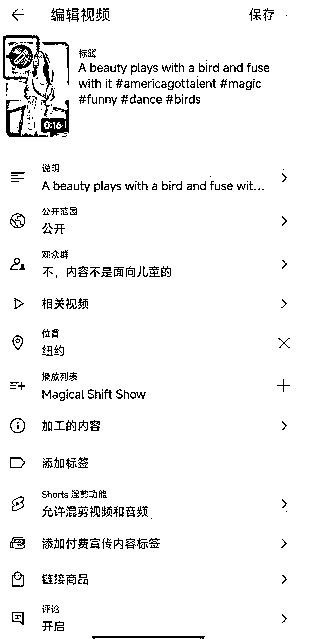 编辑视频
保存
标题
A beauty plays with a bird and fuse
with it #americagottalent #magic
#funny #dance #birds
0:16
说明
A beauty plays with a bird and fuse wit...
公开范围
公开
观众群
不，内容不是面向儿童的
相关视频
位置
纽约
播放列表
Magical Shift Show
加工的内容
添加标签
Shorts 混剪功能
允许混剪视频和音频
添加付费宣传内容标签
链接商品
评论
开启